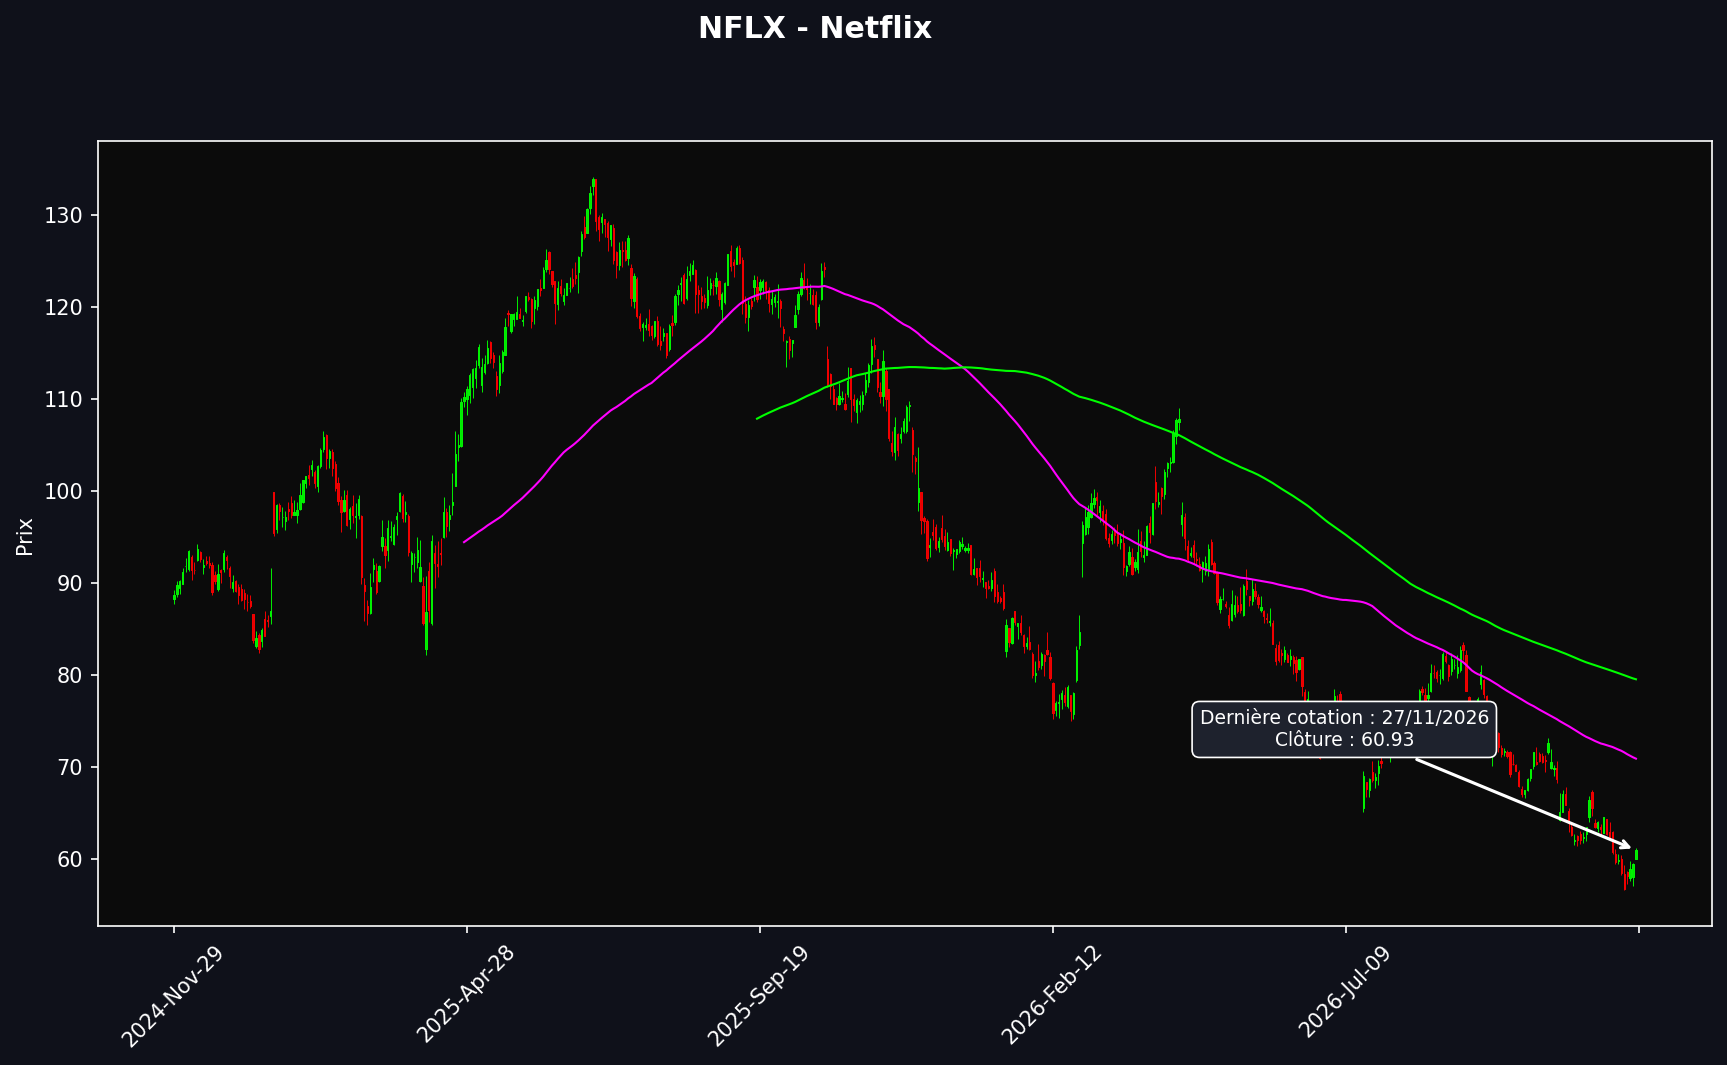 NFLX - Netflix
Prix
130
120
110
100
90
80
70
60
Dernière cotation : 27/11/2026
Clôture : 60.93
2024-Nov-29
2025-Apr-28
2025-Sep-19
2026-Feb-12
2026-Jul-09